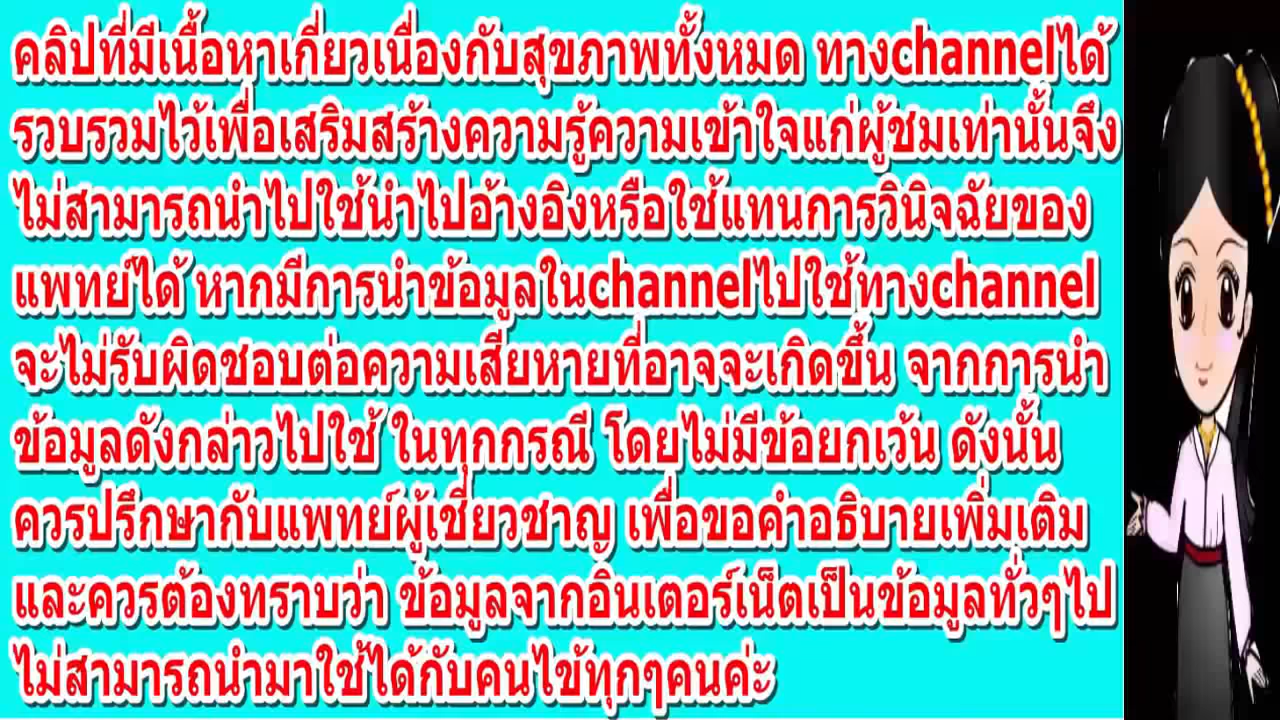 คลิปที่มีเนื้อหาเกี่ยวเนื่องกับสุขภาพทั้งหมด ทางchannelได้
รวบรวมไว้เพื่อเสริมสร้างความรู้ความเข้าใจแก่ผู้ชมเท่านั้นจึง
ไม่สามารถนำไปใช้นำไปอ้างอิงหรือใช้แทนการวินิจฉัยของ
แพทย์ได้ หากมีการนำข้อมูลในchannelไปใช้ทางchannel
จะไม่รับผิดชอบต่อความเสียหายที่อาจจะเกิดขึ้น จากการนำ
ข้อมูลดังกล่าวไปใช้ ในทุกกรณี โดยไม่มีข้อยกเว้น ดังนั้น
ควรปรึกษากับแพทย์ผู้เชี่ยวชาญ เพื่อขอคำอธิบายเพิ่มเติม
และควรต้องทราบว่า ข้อมูลจากอินเตอร์เน็ตเป็นข้อมูลทั่วๆไป
ไม่สามารถนำมาใช้ได้กับคนไข้ทุกๆคนค่ะ